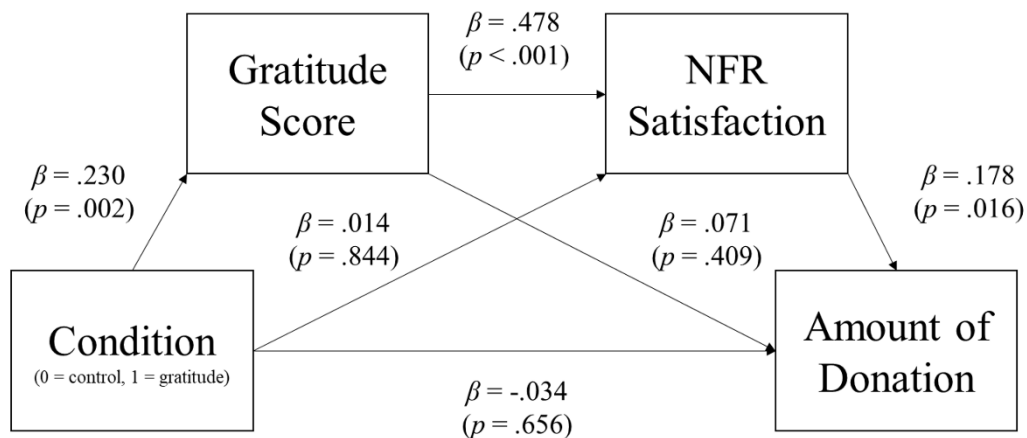 β = .478
(p < .001)
Gratitude
Score
NFR
Satisfaction
β = .230
(p = .002)
β = .178
(p = .016)
β = .014
(p = .844)
β = .071
(p = .409)
Condition
(0 = control, 1 = gratitude)
Amount of
Donation
β = -.034
(p = .656)